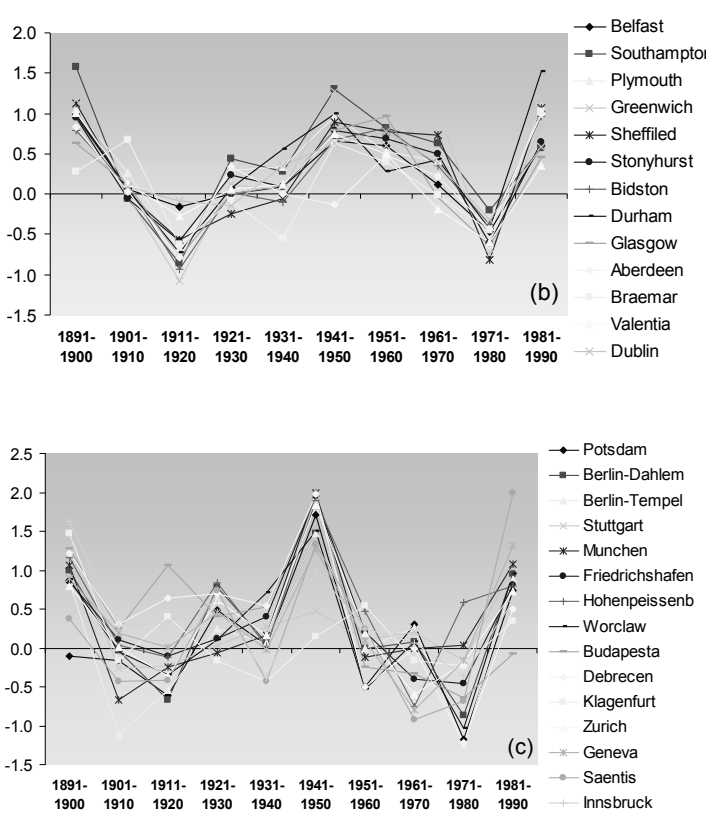 2.0
1.5
1.0
0.5
0.0
-0.5
-1.0
-1.5
1891- 1901- 1911- 1921- 1931- 1941- 1951- 1961- 1971- 1981-
1900 1910 1920 1930 1940 1950 1960 1970 1980 1990
(b)
Belfast
Southampton
Plymouth
Greenwich
Sheffiled
Stonyhurst
Bidston
Durham
Glasgow
Aberdeen
Braemar
Valentia
Dublin
2.5
2.0
1.5
1.0
0.5
0.0
-0.5
-1.0
-1.5
1891- 1901- 1911- 1921- 1931- 1941- 1951- 1961- 1971- 1981-
1900 1910 1920 1930 1940 1950 1960 1970 1980 1990
(c)
Potsdam
Berlin-Dahlem
Berlin-Tempel
Stuttgart
Munchen
Friedrichshafen
Hohenpeissenb
Worclaw
Budapesta
Debrecen
Klagenfurt
Zurich
Geneva
Saentis
Innsbruck